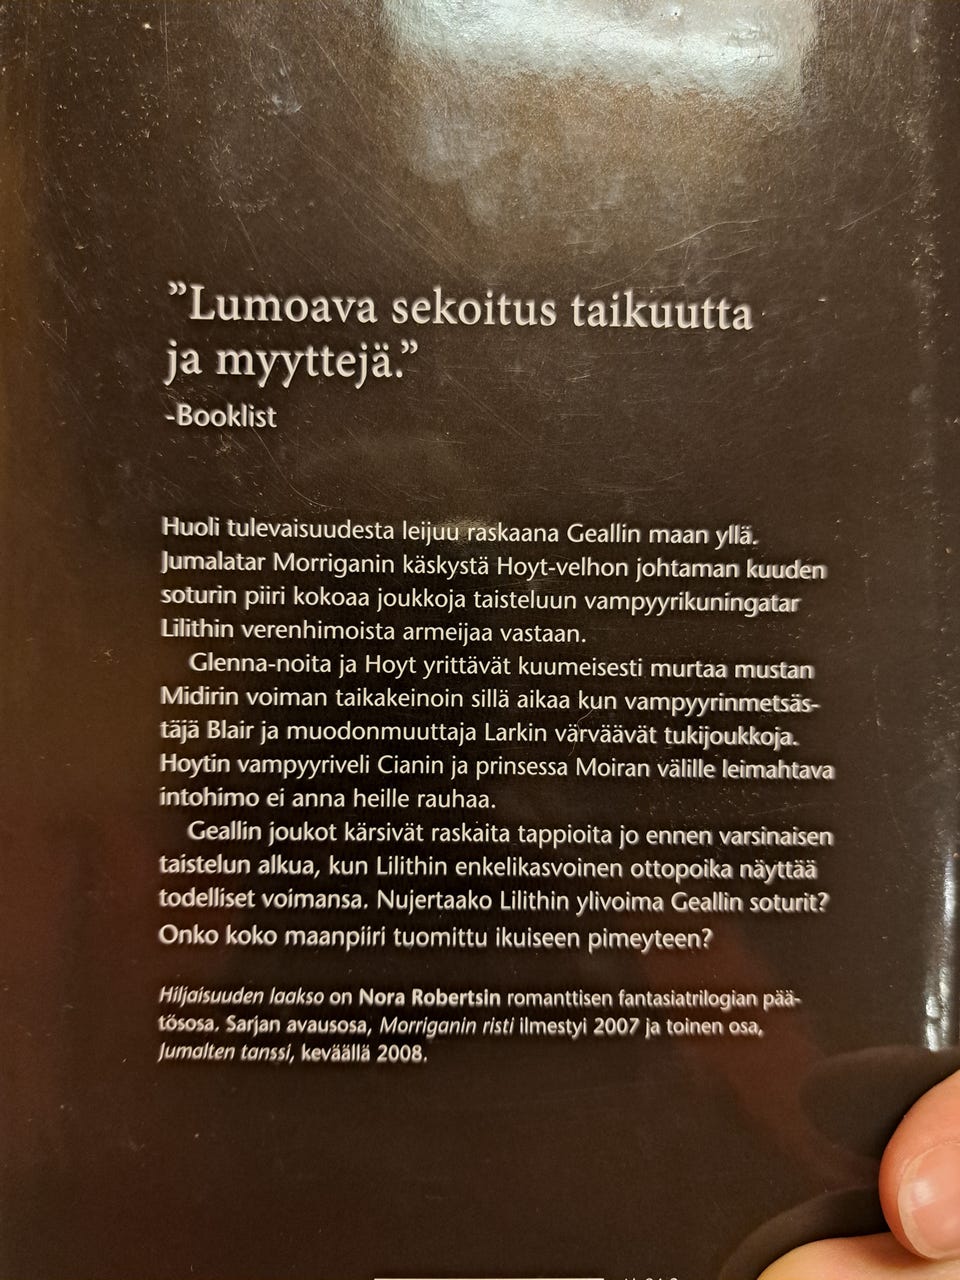 ”Lumoava sekoitus taikuutta
ja myyttejä.”
-Booklist
Huoli tulevaisuudesta leijuu raskaana Geallin maan yllä.
Jumalatar Morriganin käskystä Hoyt-velhon johtaman kuuden
soturin piiri kokoaa joukkoja taisteluun vampyyrikuningatar
Lilithin verenhimoista armeijaa vastaan.
Glenna-noita ja Hoyt yrittävät kuumeisesti murtaa mustan
Midirin voiman taikakeinoin sillä aikaa kun vampyyrinmetsäs-
täjä Blair ja muodonmuuttaja Larkin värväävät tukijoukkoja.
Hoytin vampyyriveli Cianin ja prinsessa Moiran välille leimahtava
intohimo ei anna heille rauhaa.
Geallin joukot kärsivät raskaita tappioita jo ennen varsinaisen
taistelun alkua, kun Lilithin enkelikasvoinen ottopoika näyttää
todelliset voimansa. Nujertaako Lilithin ylivoima Geallin soturit?
Onko koko maanpiiri tuomittu ikuiseen pimeyteen?
Hiljaisuuden laakso on Nora Robertsin romanttisen fantasiatrilogian pää-
tösosa. Sarjan avausosa, Morriganin risti ilmestyi 2007 ja toinen osa,
Jumalten tanssi, keväällä 2008.